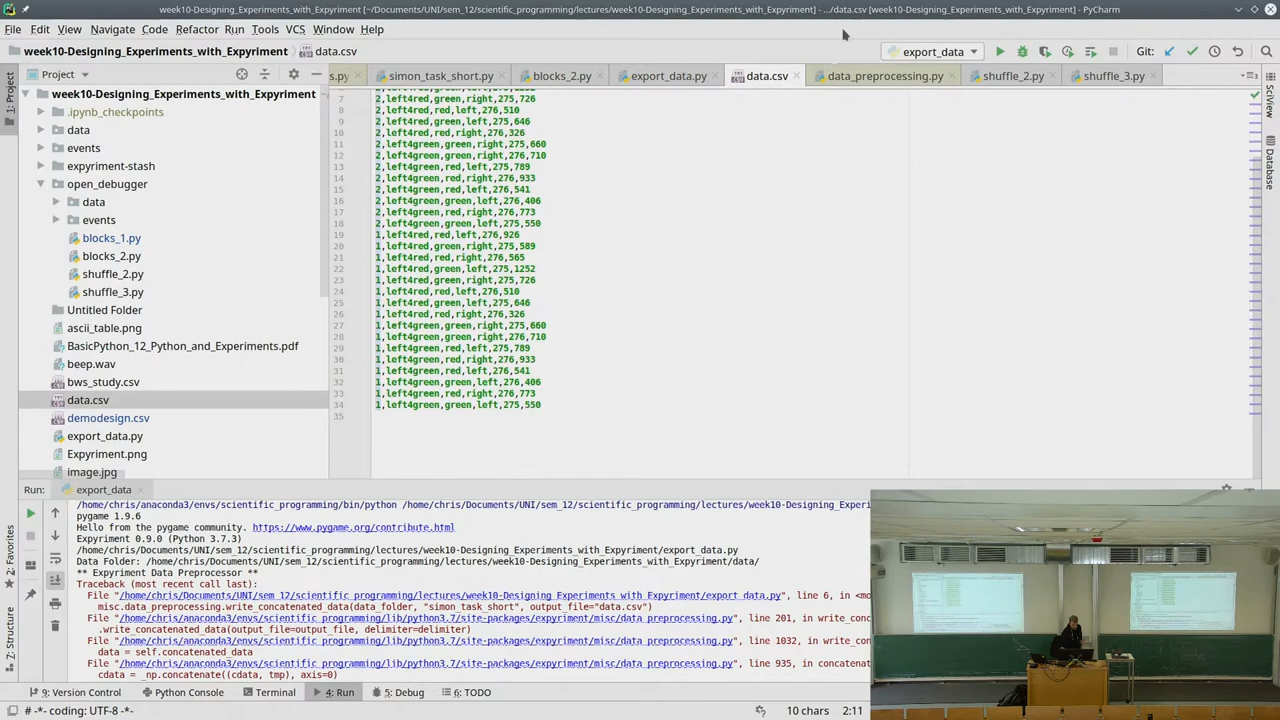 week10-Designing_Experiments_with_Expyriment [~/Documents/UNI/sem_12/scientific_programming/lectures/week10-Designing_Experiments_with_Expyriment] - .../data.csv [week10-Designing_Experiments_with_Expyriment] - PyCharm
File Edit View Navigate Code Refactor Run Tools VCS Window Help
week10-Designing_Experiments_with_Expyriment data.csv export_data Git:
1: Project
Project
s.py simon_task_short.py blocks_2.py export_data.py data.csv data_preprocessing.py shuffle_2.py shuffle_3.py
SciView
Database
week10-Designing_Experiments_with_Expyriment
.ipynb_checkpoints
data
events
expyriment-stash
open_debugger
data
events
blocks_1.py
blocks_2.py
shuffle_2.py
shuffle_3.py
Untitled Folder
ascii_table.png
BasicPython_12_Python_and_Experiments.pdf
beep.wav
bws_study.csv
data.csv
demodesign.csv
export_data.py
Expyriment.png
image.jpg
7 2,left4red,green,right,275,726
8 2,left4red,red,left,276,510
9 2,left4red,green,left,275,646
10 2,left4red,red,right,276,326
11 2,left4green,green,right,275,660
12 2,left4green,green,right,276,710
13 2,left4green,red,left,275,789
14 2,left4green,red,right,276,933
15 2,left4green,red,left,276,541
16 2,left4green,green,left,276,406
17 2,left4green,red,right,276,773
18 2,left4green,green,left,275,550
19 1,left4red,red,left,276,926
20 1,left4red,green,right,275,589
21 1,left4red,red,right,276,565
22 1,left4red,green,left,275,1252
23 1,left4red,green,right,275,726
24 1,left4red,red,left,276,510
25 1,left4red,green,left,275,646
26 1,left4red,red,right,276,326
27 1,left4green,green,right,275,660
28 1,left4green,green,right,276,710
29 1,left4green,red,left,275,789
30 1,left4green,red,right,276,933
31 1,left4green,red,left,276,541
32 1,left4green,green,left,276,406
33 1,left4green,red,right,276,773
34 1,left4green,green,left,275,550
35
Run: export_data
/home/chris/anaconda3/envs/scientific_programming/bin/python /home/chris/Documents/UNI/sem_12/scientific_programming/lectures/week10-Designing_Experi
pygame 1.9.6
Hello from the pygame community. https://www.pygame.org/contribute.html
Expyriment 0.9.0 (Python 3.7.3)
/home/chris/Documents/UNI/sem_12/scientific_programming/lectures/week10-Designing_Experiments_with_Expyriment/export_data.py
Data Folder: /home/chris/Documents/UNI/sem_12/scientific_programming/lectures/week10-Designing_Experiments_with_Expyriment/data/
** Expyriment Data Preprocessor **
Traceback (most recent call last):
File "/home/chris/Documents/UNI/sem_12/scientific_programming/lectures/week10-Designing_Experiments_with_Expyriment/export_data.py", line 6, in <mo
misc.data_preprocessing.write_concatenated_data(data_folder, "simon_task_short", output_file="data.csv")
File "/home/chris/anaconda3/envs/scientific_programming/lib/python3.7/site-packages/expyriment/misc/data_preprocessing.py", line 201, in write_conc
.write_concatenated_data(output_file=output_file, delimiter=delimiter)
File "/home/chris/anaconda3/envs/scientific_programming/lib/python3.7/site-packages/expyriment/misc/data_preprocessing.py", line 1032, in write_con
data = self.concatenated_data
File "/home/chris/anaconda3/envs/scientific_programming/lib/python3.7/site-packages/expyriment/misc/data_preprocessing.py", line 935, in concatenat
cdata = _np.concatenate((cdata, tmp), axis=0)
2: Favorites
7: Structure
9: Version Control Python Console Terminal 4: Run 5: Debug 6: TODO
# -*- coding: UTF-8 -*- 10 chars 2:11